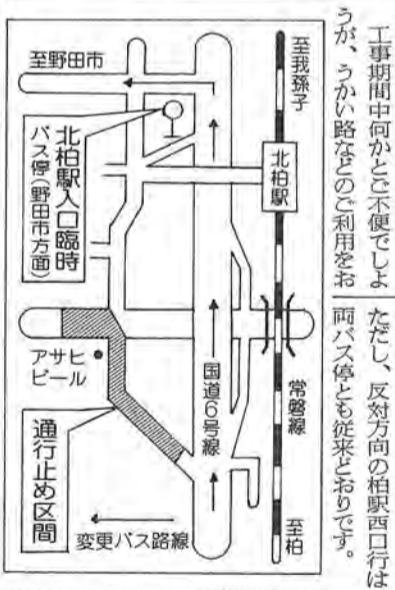 工事期間中何かとご不便でしょ
うが、うかい路などのご利用をお
ただし、反対方向の柏駅西口行は
両バス停とも従来どおりです。
至我孫子
北柏駅
常磐線
至柏
国道6号線
至野田市
北柏駅入口臨時
バス停(野田市方面)
アサヒ
ビール
通行止め区間
変更バス路線